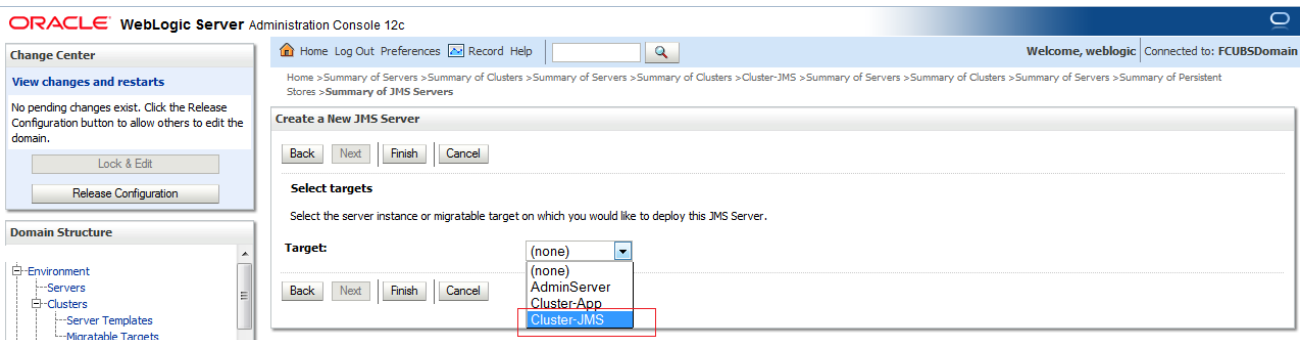 ORACLE WebLogic Server Administration Console 12c
Change Center
View changes and restarts
No pending changes exist. Click the Release
Configuration button to allow others to edit the
domain.
Lock & Edit
Release Configuration
Domain Structure
Environment
Servers
Clusters
Server Templates
Migratable Targets
Home Log Out Preferences Record Help
Welcome, weblogic Connected to: FCUBSDomain
Home >Summary of Servers >Summary of Clusters >Summary of Servers >Summary of Clusters >Cluster-JMS >Summary of Servers >Summary of Clusters >Summary of Servers >Summary of Persistent
Stores >Summary of JMS Servers
Create a New JMS Server
Back Next Finish Cancel
Select targets
Select the server instance or migratable target on which you would like to deploy this JMS Server.
Target: (none)
(none)
AdminServer
Cluster-App
Cluster-JMS
Back Next Finish Cancel